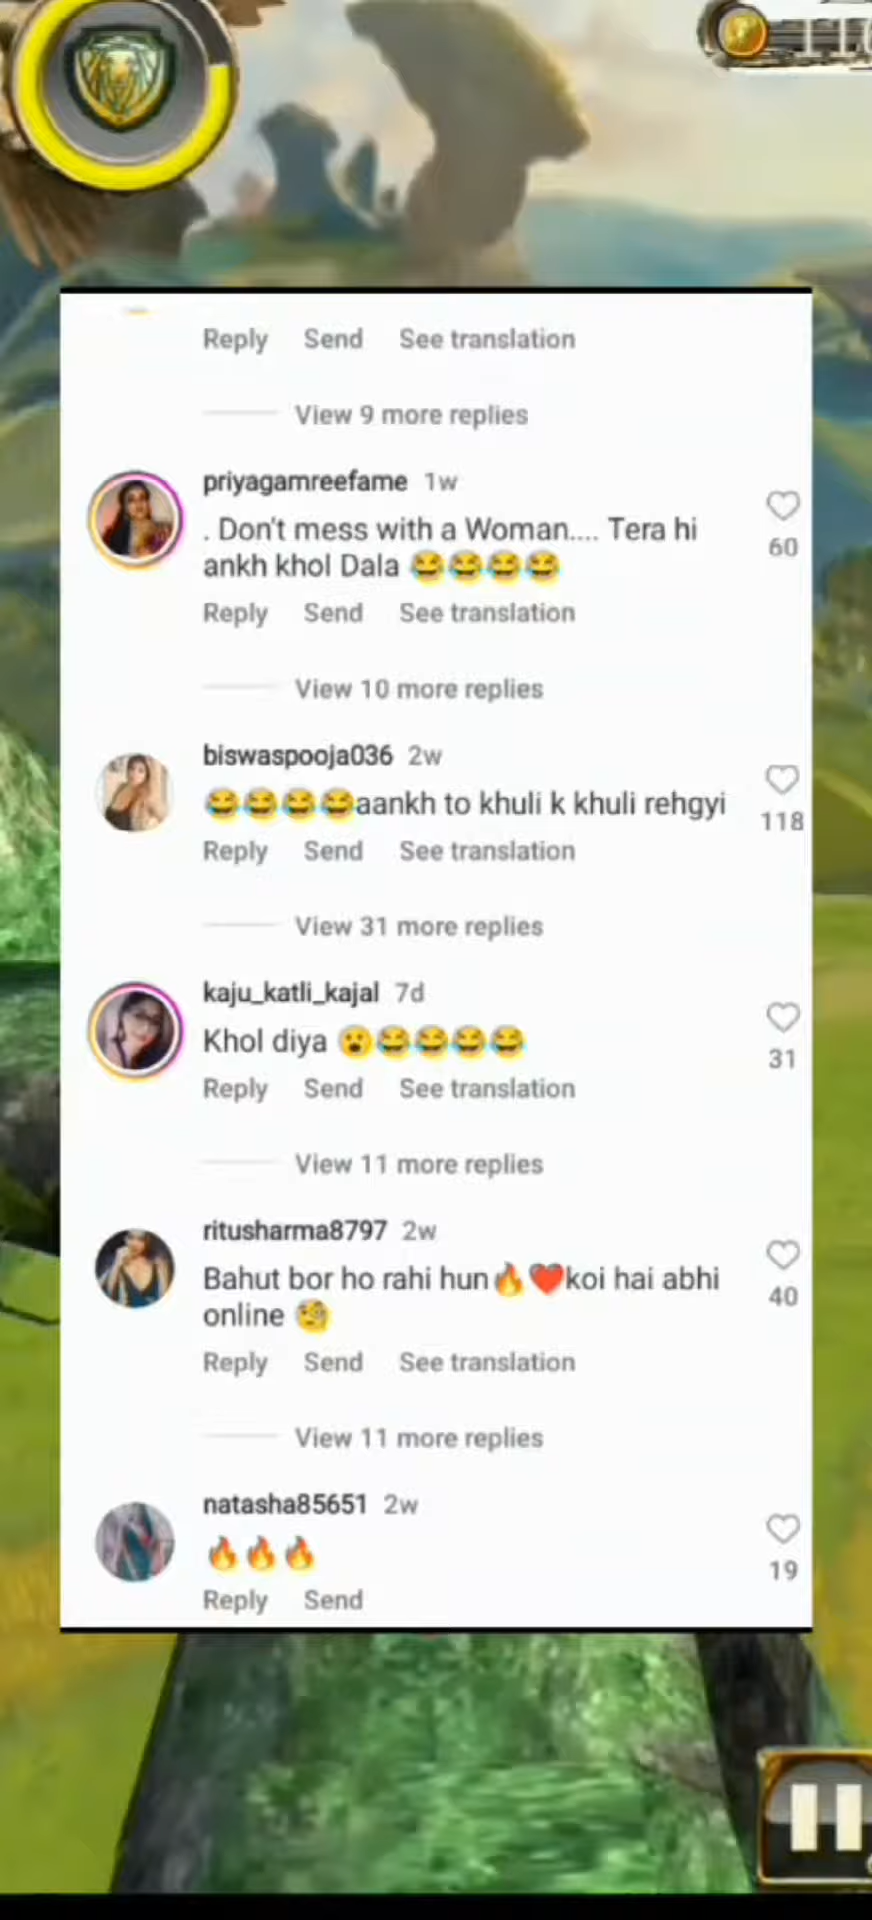 Reply Send See translation
View 9 more replies
priyagamreefame 1w
. Don't mess with a Woman.... Tera hi
ankh khol Dala 😂😂😂😂
60
Reply Send See translation
View 10 more replies
biswaspooja036 2w
😂😂😂😂aankh to khuli k khuli rehgyi
118
Reply Send See translation
View 31 more replies
kaju_katli_kajal 7d
Khol diya 😮😂😂😂😂
31
Reply Send See translation
View 11 more replies
ritusharma8797 2w
Bahut bor ho rahi hun🔥❤️koi hai abhi
online 🧐
40
Reply Send See translation
View 11 more replies
natasha85651 2w
🔥🔥🔥
19
Reply Send